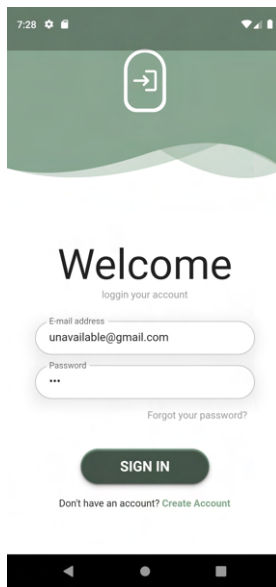 7:28
Welcome
loggin your account
E-mail address
unavailable@gmail.com
Password
•••
Forgot your password?
SIGN IN
Don't have an account? Create Account